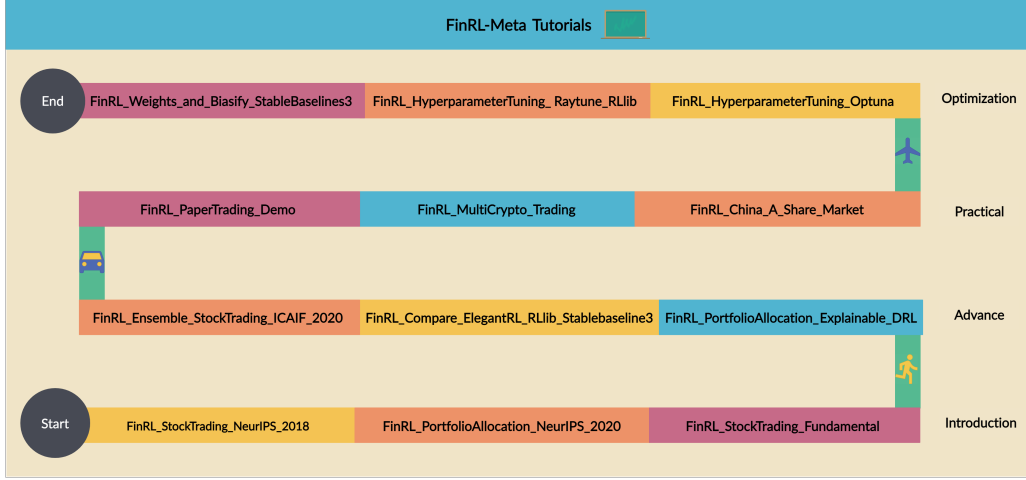 FinRL-Meta Tutorials
End
FinRL_Weights_and_Biasify_StableBaselines3
FinRL_HyperparameterTuning_ Raytune_RLlib
FinRL_HyperparameterTuning_Optuna
Optimization
FinRL_PaperTrading_Demo
FinRL_MultiCrypto_Trading
FinRL_China_A_Share_Market
Practical
FinRL_Ensemble_StockTrading_ICAIF_2020
FinRL_Compare_ElegantRL_RLlib_Stablebaseline3
FinRL_PortfolioAllocation_Explainable_DRL
Advance
Start
FinRL_StockTrading_NeurIPS_2018
FinRL_PortfolioAllocation_NeurIPS_2020
FinRL_StockTrading_Fundamental
Introduction